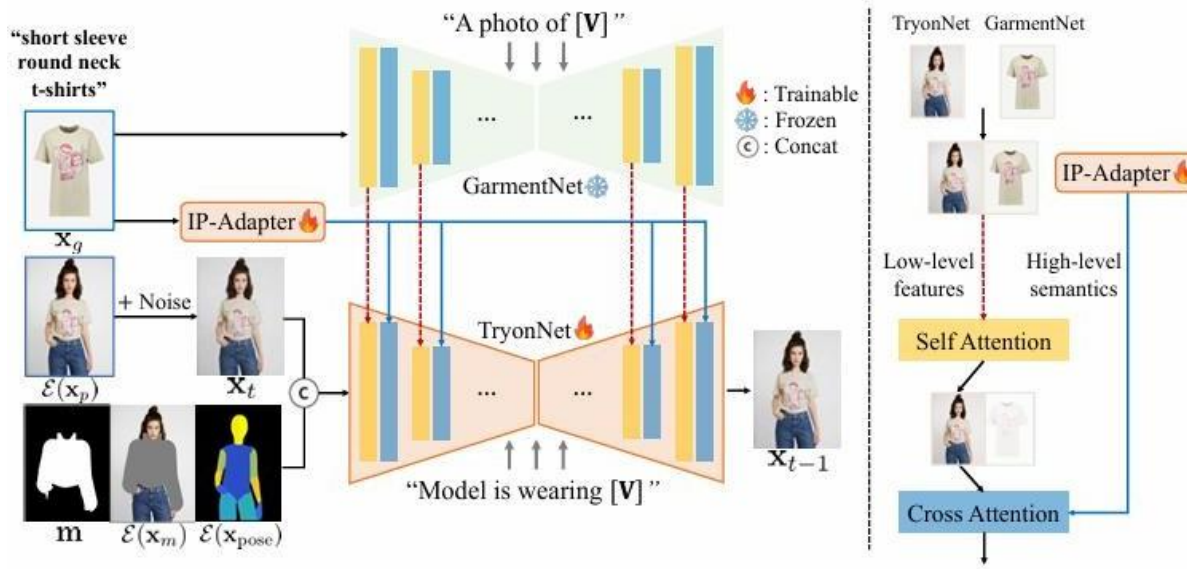 “short sleeve
round neck
t-shirts”
x_g
IP-Adapter
“A photo of [V]”
...
...
GarmentNet
: Trainable
: Frozen
C : Concat
+ Noise
ℰ(x_p)
x_t
C
m
ℰ(x_m)
ℰ(x_pose)
TryonNet
...
...
“Model is wearing [V]”
x_{t−1}
TryonNet
GarmentNet
IP-Adapter
Low-level
features
High-level
semantics
Self Attention
Cross Attention